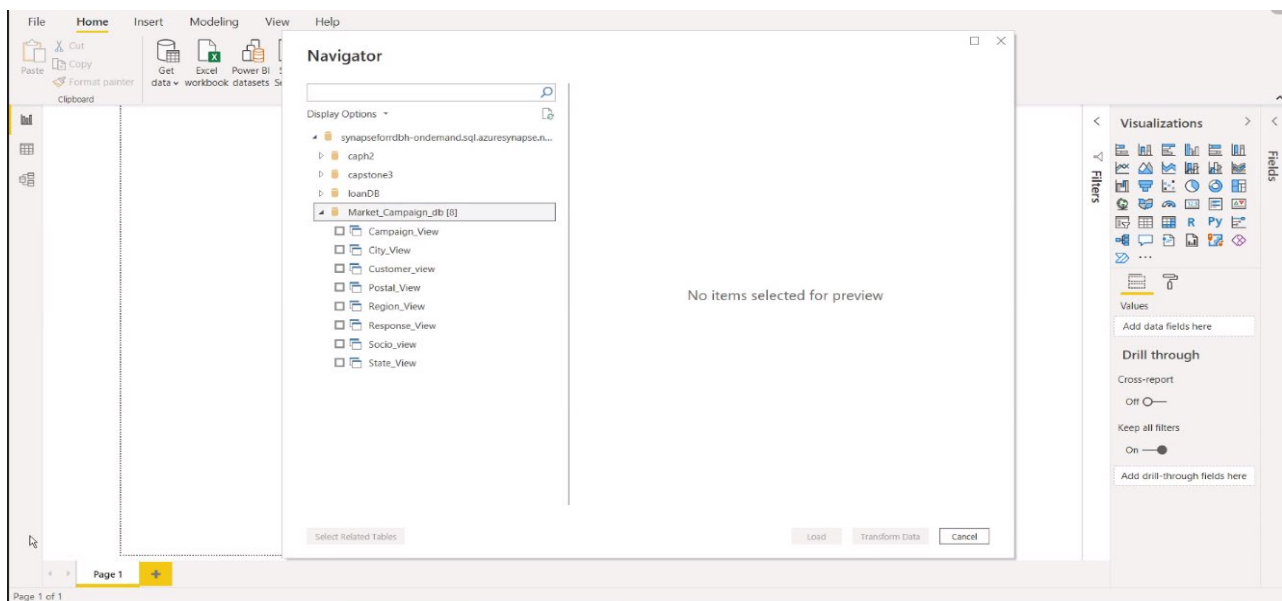 File Home Insert Modeling View Help
Paste
Cut
Copy
Format painter
Clipboard
Get data
Excel workbook
Power BI datasets
Navigator
Display Options
synapseforrdbh-ondemand.sql.azuresynapse.n...
caph2
capstone3
loanDB
Market_Campaign_db [8]
Campaign_View
City_View
Customer_view
Postal_View
Region_View
Response_View
Socio_view
State_View
No items selected for preview
Select Related Tables
Load Transform Data Cancel
Filters
Visualizations
Fields
R Py
Values
Add data fields here
Drill through
Cross-report
Off
Keep all filters
On
Add drill-through fields here
Page 1
Page 1 of 1